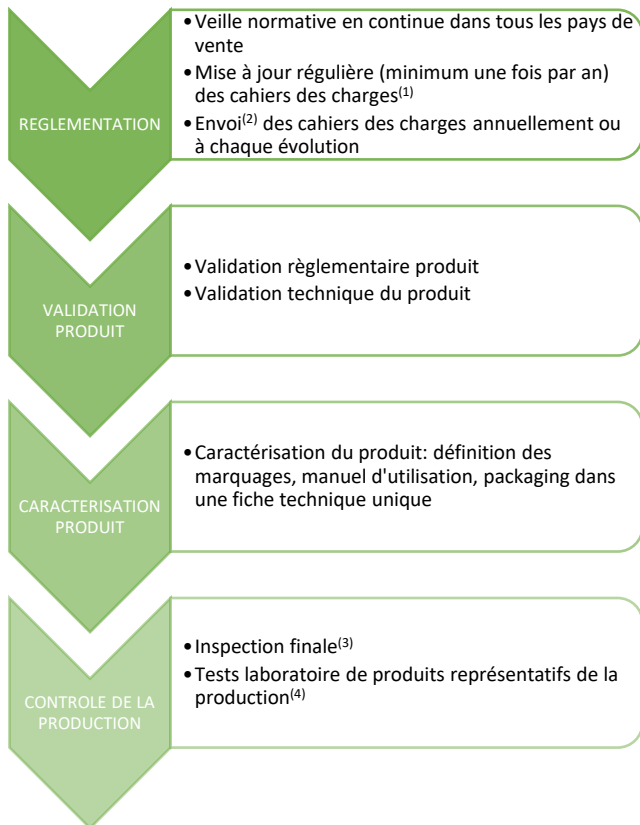 REGLEMENTATION
•Veille normative en continue dans tous les pays de
vente
•Mise à jour régulière (minimum une fois par an)
des cahiers des charges(1)
•Envoi(2) des cahiers des charges annuellement ou
à chaque évolution
VALIDATION
PRODUIT
•Validation règlementaire produit
•Validation technique du produit
CARACTERISATION
PRODUIT
•Caractérisation du produit: définition des
marquages, manuel d'utilisation, packaging dans
une fiche technique unique
CONTROLE DE LA
PRODUCTION
•Inspection finale(3)
•Tests laboratoire de produits représentatifs de la
production(4)